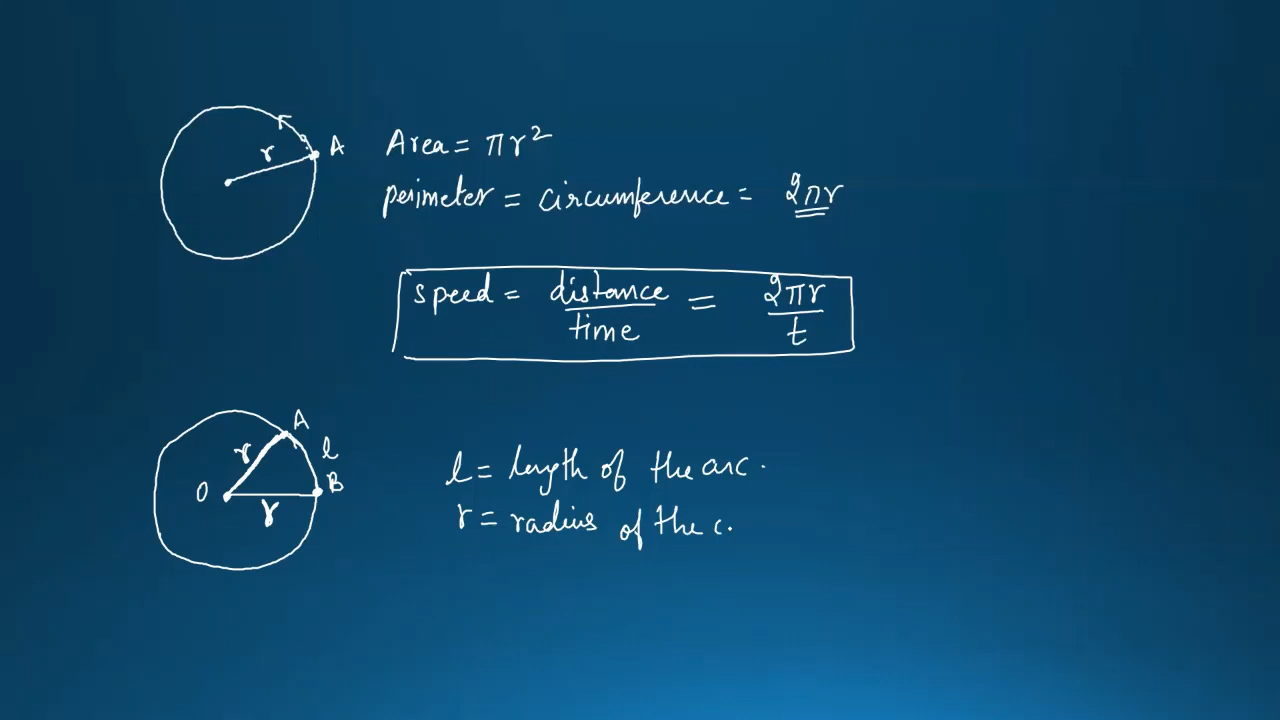 r A
Area = πr²
perimeter = circumference = 2πr
speed = distance/time = 2πr/t
A
r l
O B
r
l = length of the arc.
r = radius of the c.